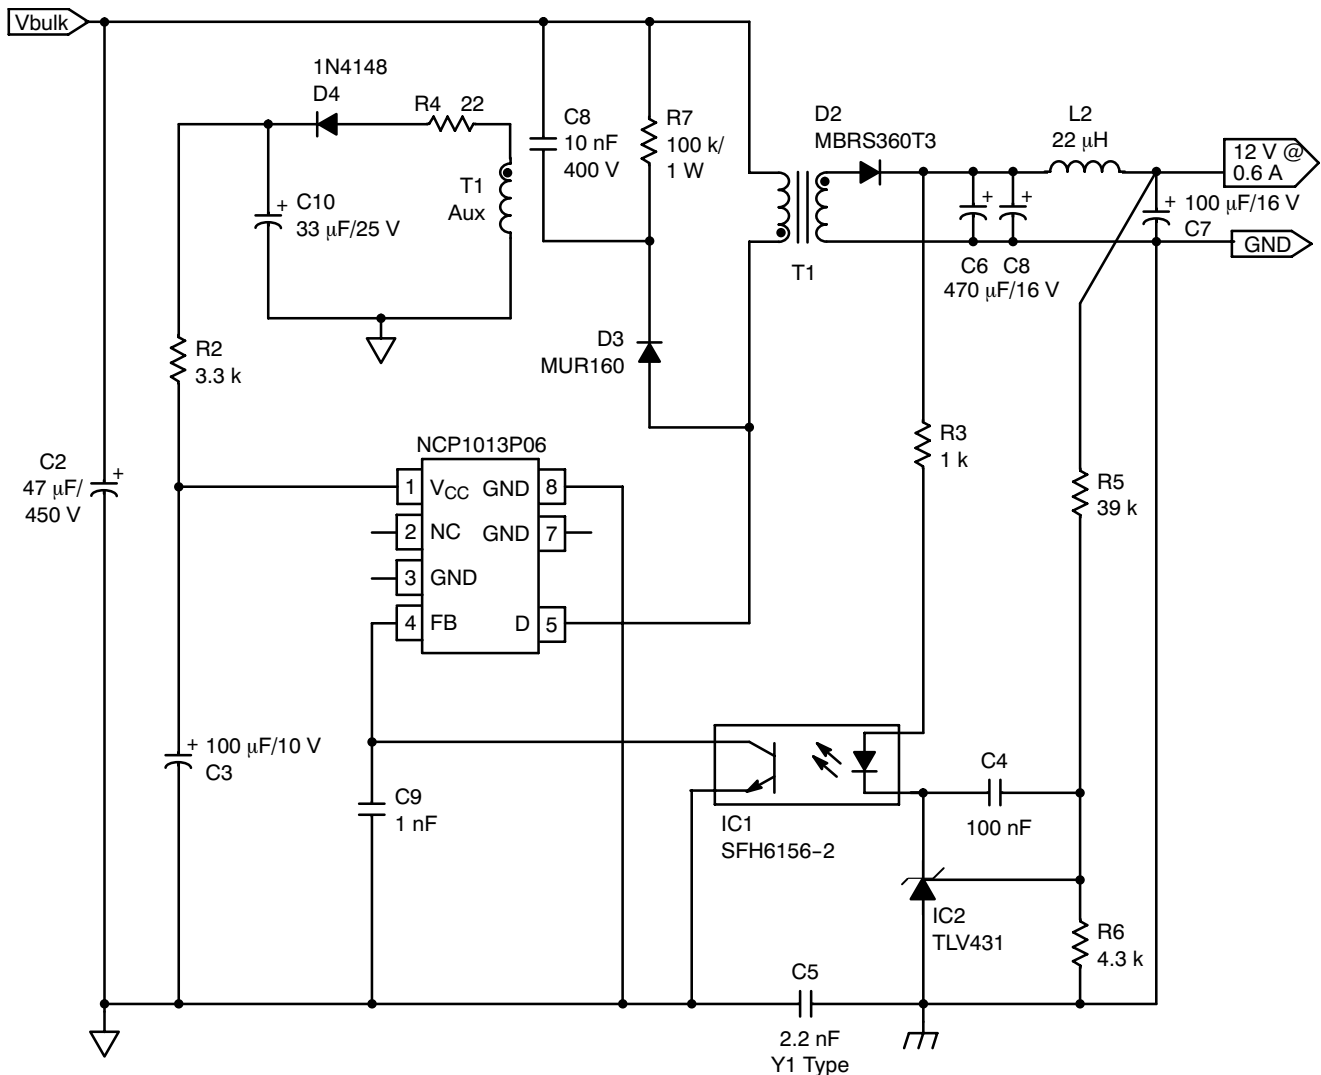 Vbulk
1N4148
D4
R4 22
C10
33 μF/25 V
T1
Aux
C8
10 nF
400 V
R7
100 k/
1 W
D2
MBRS360T3
L2
22 μH
12 V @
0.6 A
100 μF/16 V
C7
GND
T1
C6 C8
470 μF/16 V
R2
3.3 k
D3
MUR160
R3
1 k
R5
39 k
C2
47 μF/
450 V
NCP1013P06
1 VCC GND 8
2 NC GND 7
3 GND
4 FB D 5
100 μF/10 V
C3
C9
1 nF
IC1
SFH6156-2
C4
100 nF
IC2
TLV431
R6
4.3 k
C5
2.2 nF
Y1 Type